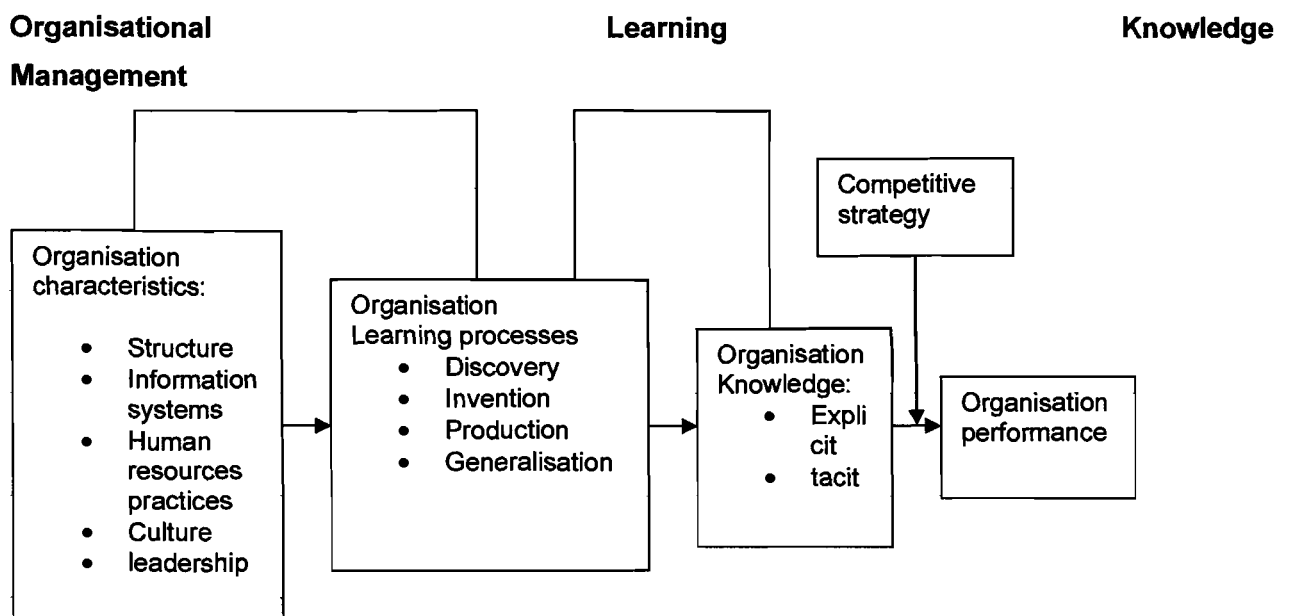 Organisational Learning Knowledge
Management
Competitive
strategy
Organisation
characteristics:
• Structure
• Information
systems
• Human
resources
practices
• Culture
• leadership
Organisation
Learning processes
• Discovery
• Invention
• Production
• Generalisation
Organisation
Knowledge:
• Expli
cit
• tacit
Organisation
performance